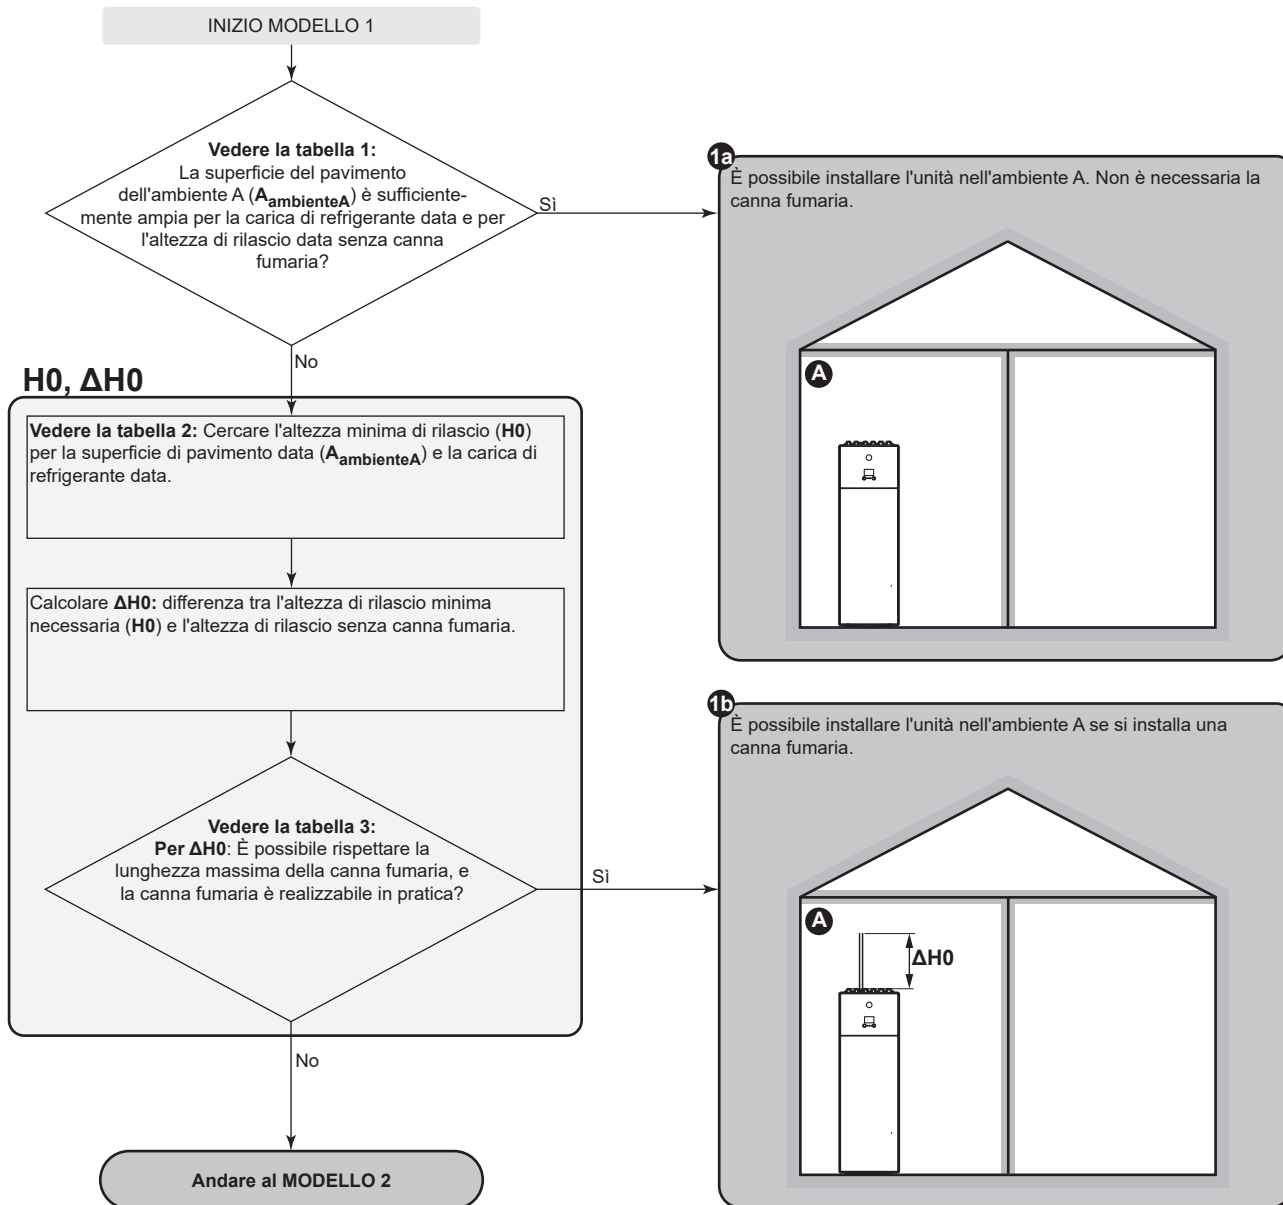 INIZIO MODELLO 1
Vedere la tabella 1:
La superficie del pavimento
dell'ambiente A (AambienteA) è sufficiente-
mente ampia per la carica di refrigerante data e per
l'altezza di rilascio data senza canna
fumaria?
Sì
1a
È possibile installare l'unità nell'ambiente A. Non è necessaria la
canna fumaria.
A
No
H0, ΔH0
Vedere la tabella 2: Cercare l'altezza minima di rilascio (H0)
per la superficie di pavimento data (AambienteA) e la carica di
refrigerante data.
Calcolare ΔH0: differenza tra l'altezza di rilascio minima
necessaria (H0) e l'altezza di rilascio senza canna fumaria.
Vedere la tabella 3:
Per ΔH0: È possibile rispettare la
lunghezza massima della canna fumaria, e
la canna fumaria è realizzabile in pratica?
Sì
1b
È possibile installare l'unità nell'ambiente A se si installa una
canna fumaria.
A
ΔH0
No
Andare al MODELLO 2